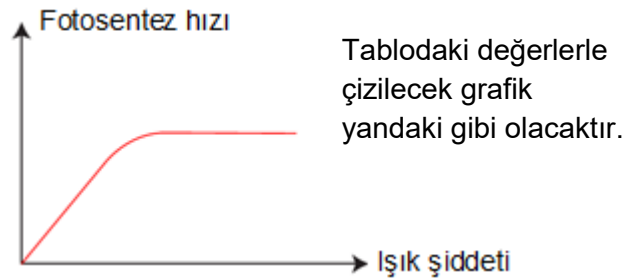 Fotosentez hızı
Tablodaki değerlerle
çizilecek grafik
yandaki gibi olacaktır.
Işık şiddeti